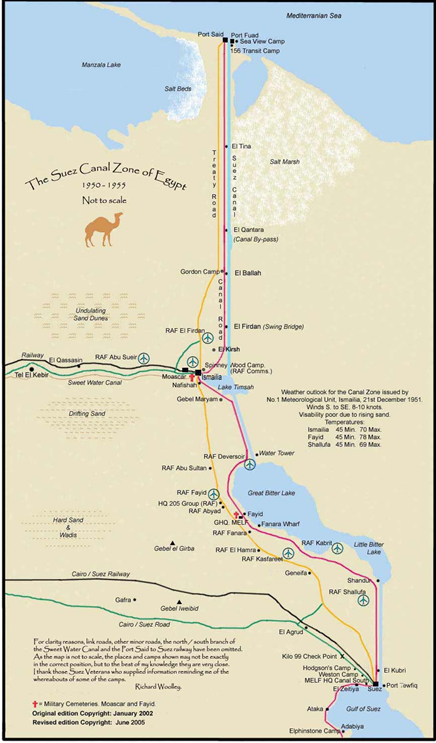 Mediterranean Sea
Port Said
Port Fuad
Sea View Camp
156 Transit Camp
Manzala Lake
Salt Beds
El Tina
Salt Marsh
Treaty Road
Suez Canal
The Suez Canal Zone of Egypt
1950 - 1955
Not to scale
El Qantara
(Canal By-pass)
Gordon Camp
El Ballah
Canal Road
Undulating
Sand Dunes
RAF El Firdan
El Firdan (Swing Bridge)
El Kirsh
Railway
El Qassasin
RAF Abu Sueir
Spinney Wood Camp.
(RAF Comms.)
Tel El Kebir
Moascar
Ismailia
Sweet Water Canal
Nafishah
Lake Timsah
Gebel Maryam
Drifting Sand
Weather outlook for the Canal Zone issued by
No.1 Meteorological Unit, Ismailia, 21st December 1951.
Winds S. to SE. 8-10 knots.
Visability poor due to rising sand.
Temperatures:
Ismailia 45 Min. 70 Max.
Fayid 45 Min. 78 Max.
Shallufa 45 Min. 69 Max.
RAF Deversoir
Water Tower
RAF Abu Sultan
RAF Fayid
Great Bitter Lake
HQ 205 Group (RAF)
RAF Abyad
Fayid
GHQ. MELF
Fanara Wharf
RAF Fanara
Hard Sand
&
Wadis
RAF Kabrit
Little Bitter
Lake
Gebel el Girba
RAF El Hamra
RAF Kasfareet
Cairo / Suez Railway
Geneifa
Shandur
RAF Shallufa
Gafra
Gebel Iweibid
Cairo / Suez Road
El Agrud
For clarity reasons, link roads, other minor roads, the north / south branch of
the Sweet Water Canal and the Port Said to Suez railway have been omitted.
As the map is not to scale, the places and camps shown may not be exactly
in the correct position, but to the best of my knowledge they are very close.
I thank those Suez Veterans who supplied information reminding me of the
whereabouts of some of the camps.
Richard Woolley.
Kilo 99 Check Point
Hodgson's Camp
El Kubri
Weston Camp
MELF HQ Canal South
El Zeitiya
Suez
Port Tewfiq
= Military Cemeteries. Moascar and Fayid.
Original edition Copyright: January 2002
Revised edition Copyright: June 2005
Ataka
Gulf of Suez
Adabiya
Elphinstone Camp